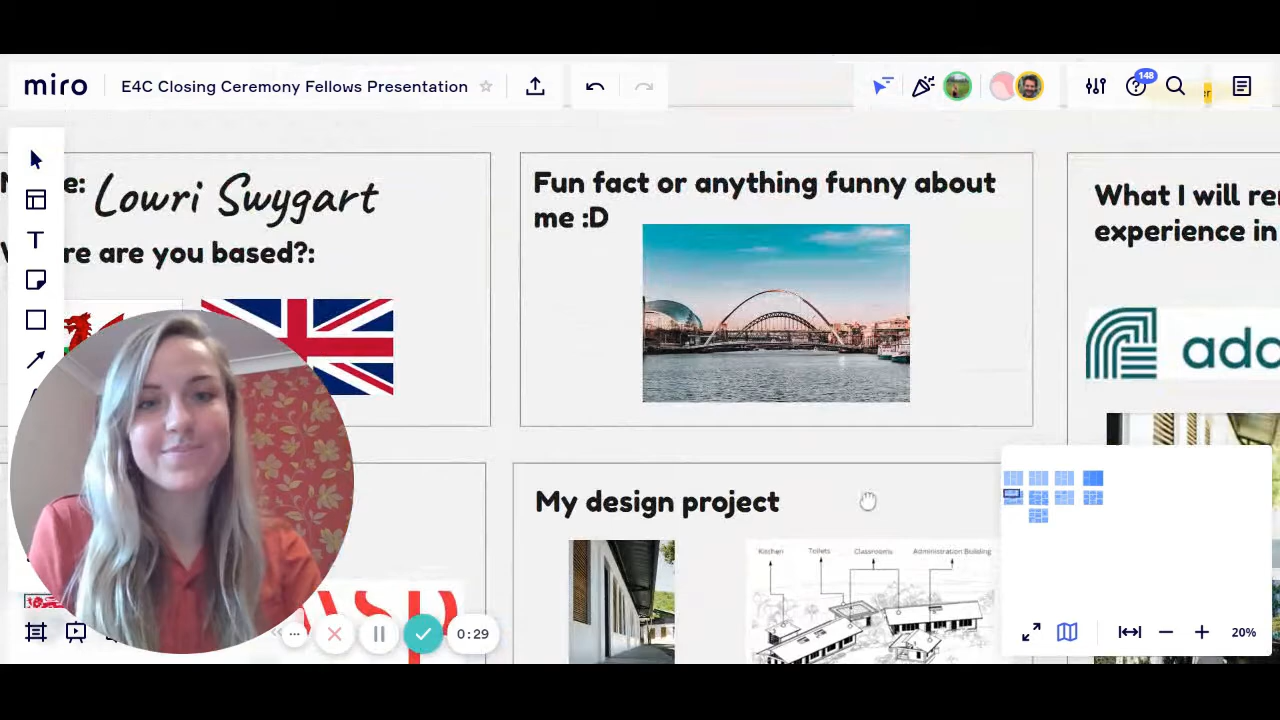 miro
E4C Closing Ceremony Fellows Presentation
148
er
T
Lowri Swygart
re are you based?:
Fun fact or anything funny about
me :D
What I will re
experience in
My design project
Kitchen
Toilets
Classrooms
Administration Building
0:29
20%